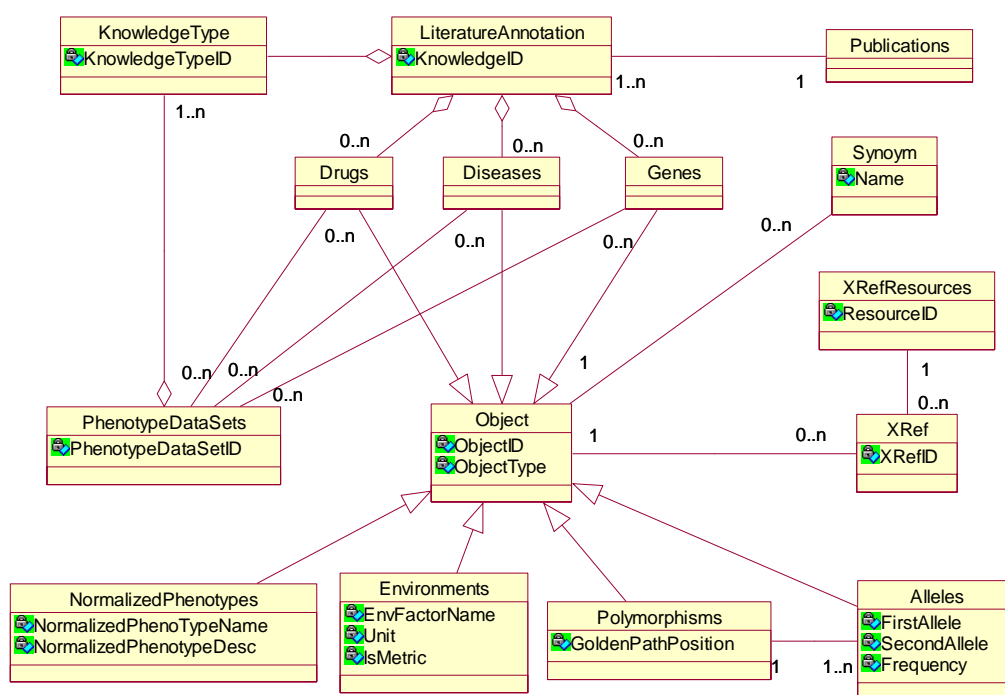 KnowledgeType
KnowledgeTypeID
LiteratureAnnotation
KnowledgeID
Publications
1..n
1
1..n
0..n
0..n
0..n
Drugs
Diseases
Genes
Synoym
Name
0..n
0..n
0..n
0..n
XRefResources
ResourceID
1
0..n
0..n
0..n
0..n
1
PhenotypeDataSets
PhenotypeDataSetID
Object
ObjectID
ObjectType
1
0..n
XRef
XRefID
NormalizedPhenotypes
NormalizedPhenoTypeName
NormalizedPhenotypeDesc
Environments
EnvFactorName
Unit
IsMetric
Polymorphisms
GoldenPathPosition
1
1..n
Alleles
FirstAllele
SecondAllele
Frequency